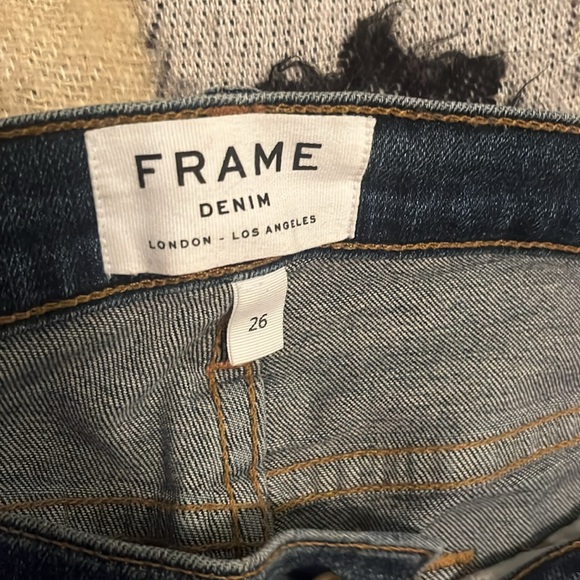 FRAME
DENIM
LONDON - LOS ANGELES
26